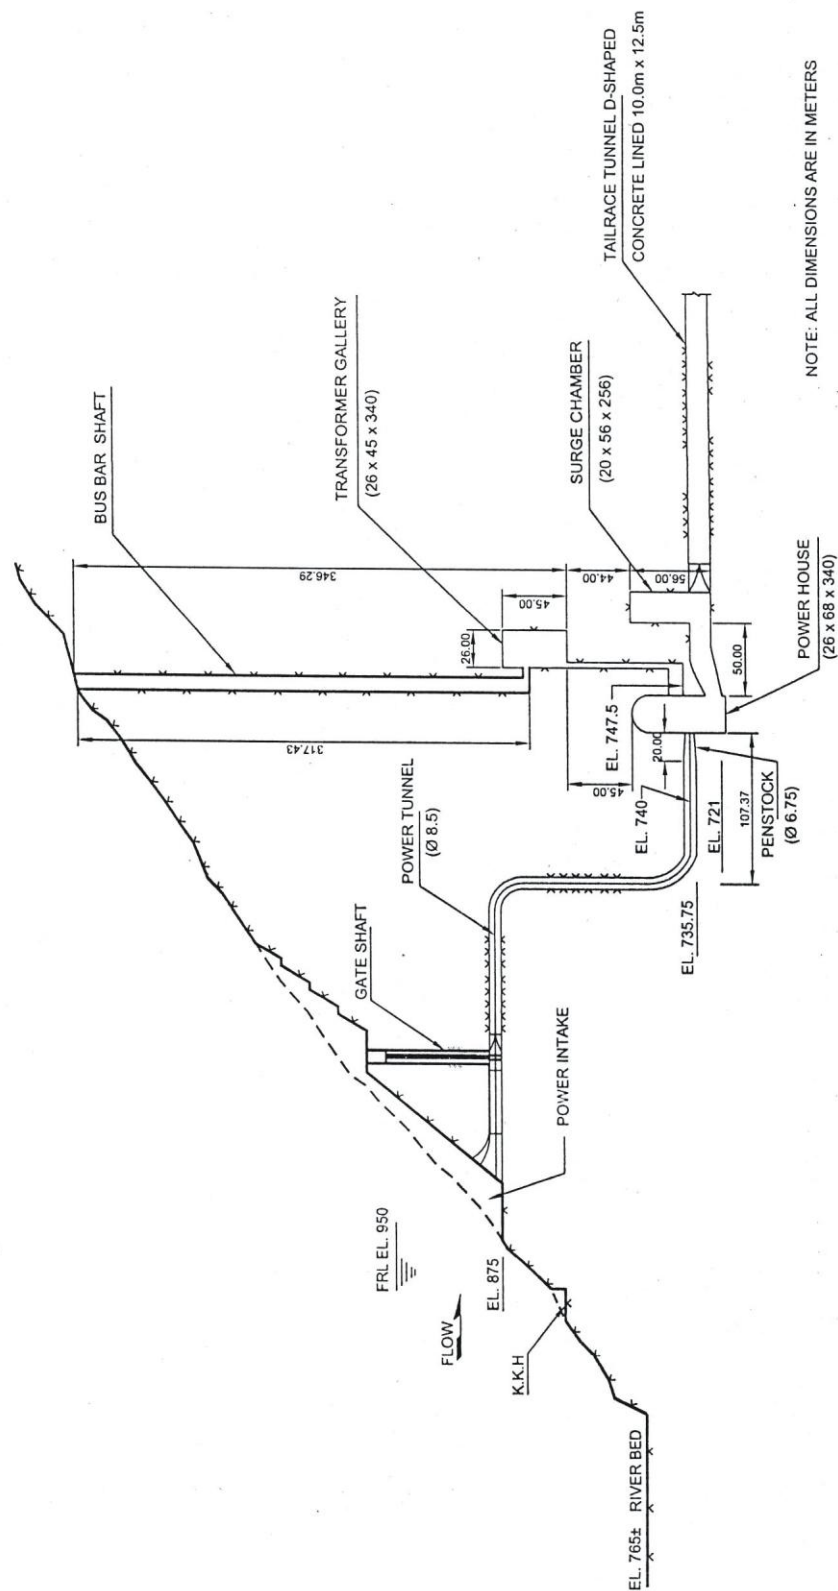 BUS BAR SHAFT
TRANSFORMER GALLERY
(26 x 45 x 340)
TAILRACE TUNNEL D-SHAPED
CONCRETE LINED 10.0m x 12.5m
SURGE CHAMBER
(20 x 56 x 256)
346.29
45.00
44.00
56.00
26.00
317.43
EL. 747.5
20.00
50.00
POWER HOUSE
(26 x 68 x 340)
POWER TUNNEL
(Ø 8.5)
45.00
EL. 740
EL. 721
107.37
PENSTOCK
(Ø 6.75)
EL. 735.75
GATE SHAFT
POWER INTAKE
FRL EL. 950
FLOW
EL. 875
K.K.H
EL. 765± RIVER BED
NOTE: ALL DIMENSIONS ARE IN METERS